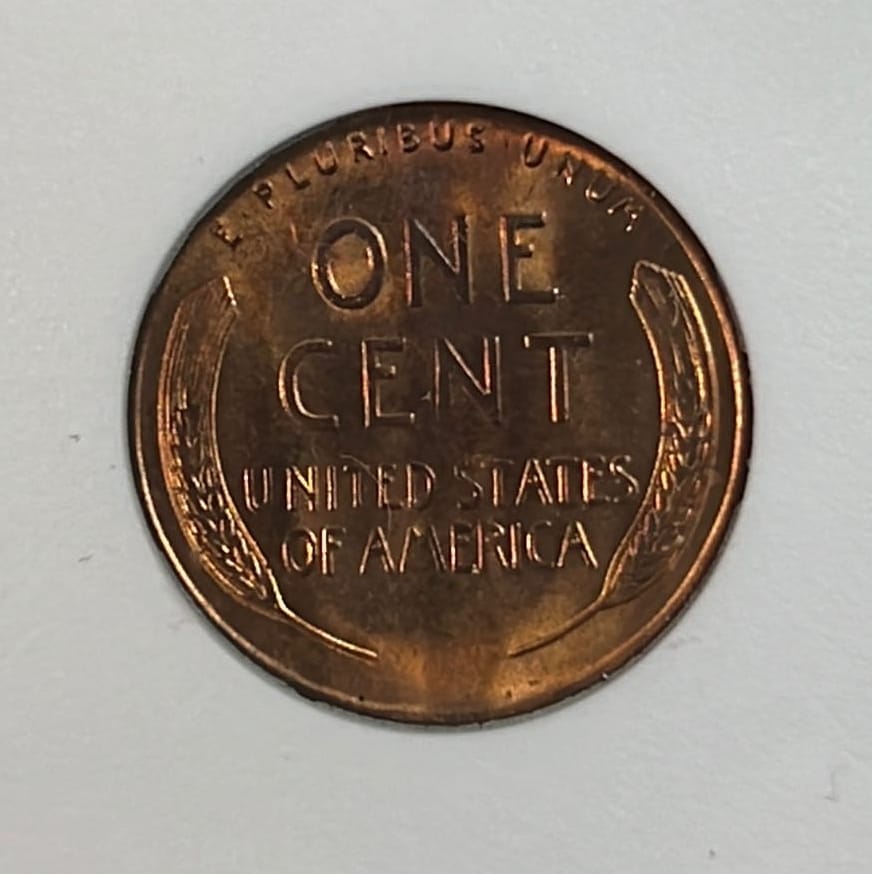 E·PLURIBUS·UNUM
ONE
CENT
UNITED STATES
OF AMERICA